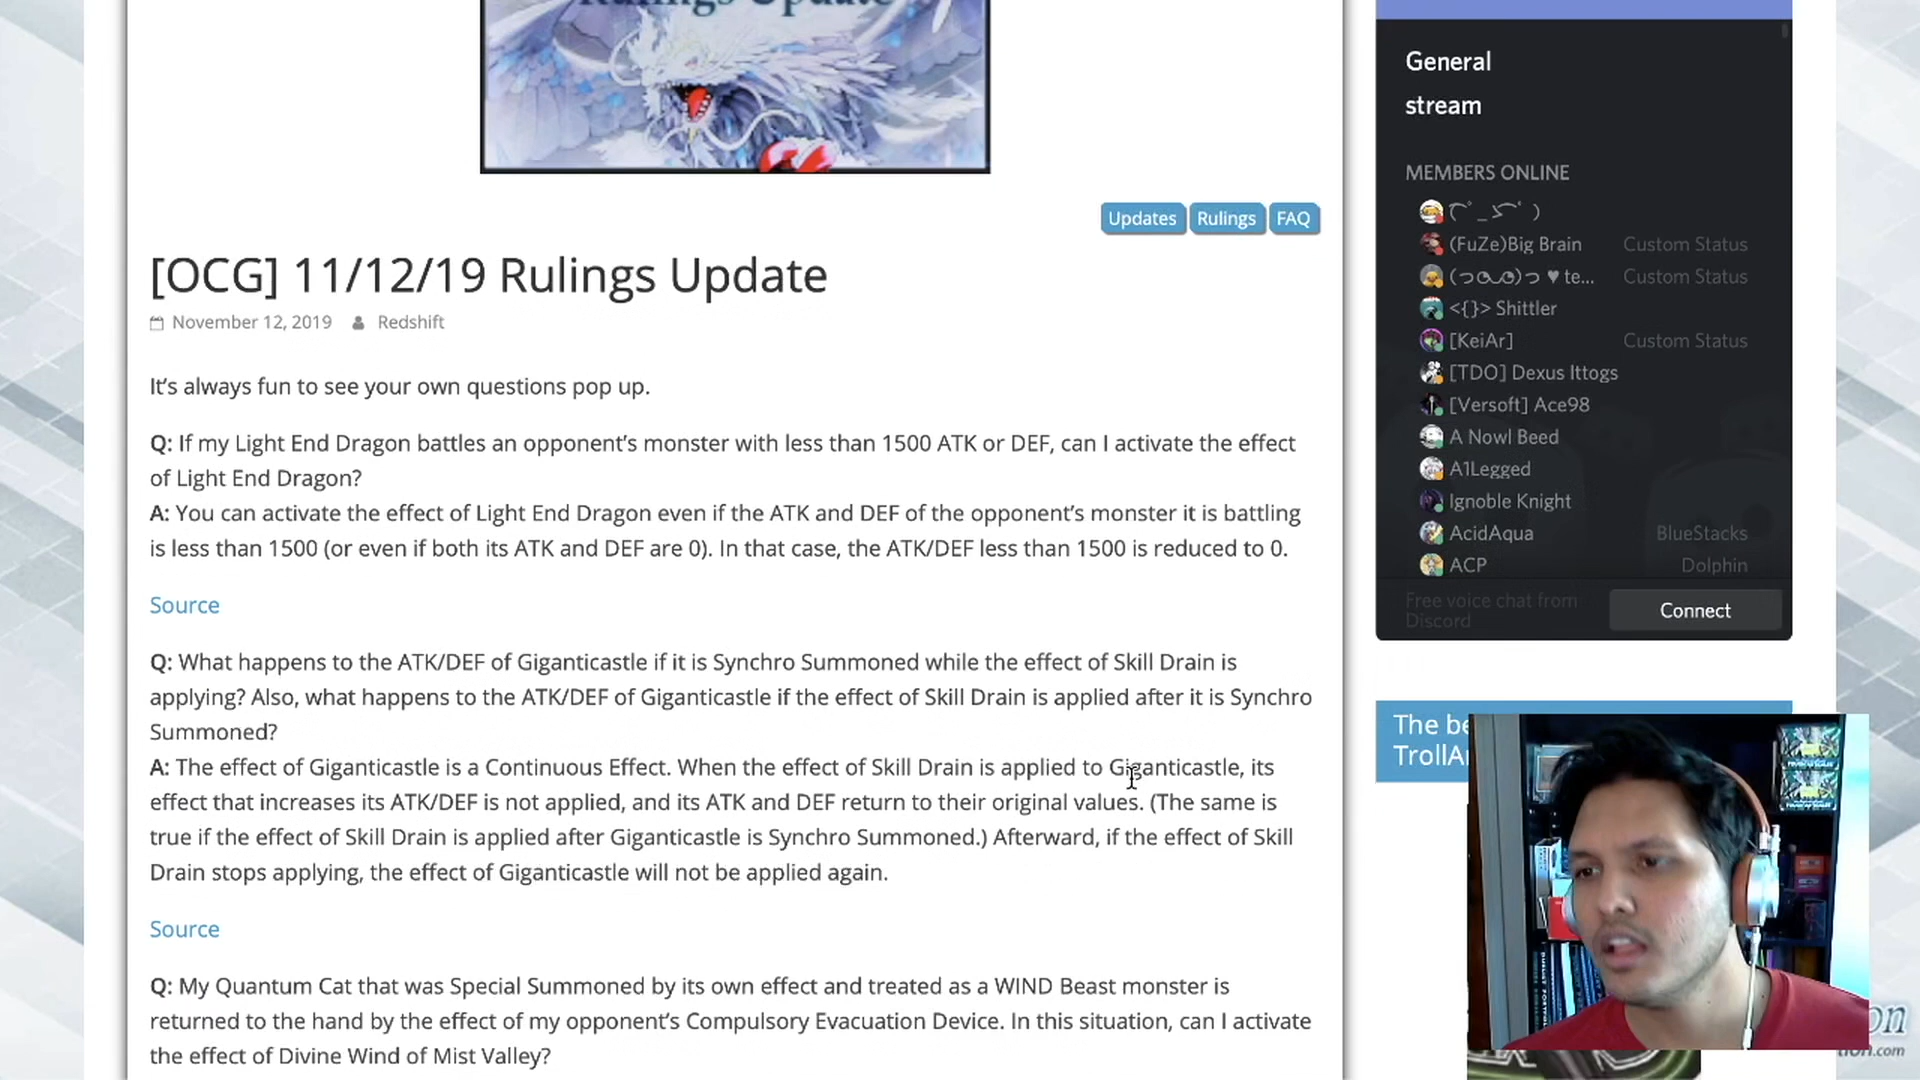 Rulings Update
Updates Rulings FAQ
[OCG] 11/12/19 Rulings Update
November 12, 2019 Redshift
It's always fun to see your own questions pop up.
Q: If my Light End Dragon battles an opponent's monster with less than 1500 ATK or DEF, can I activate the effect
of Light End Dragon?
A: You can activate the effect of Light End Dragon even if the ATK and DEF of the opponent's monster it is battling
is less than 1500 (or even if both its ATK and DEF are 0). In that case, the ATK/DEF less than 1500 is reduced to 0.
Source
Q: What happens to the ATK/DEF of Giganticastle if it is Synchro Summoned while the effect of Skill Drain is
applying? Also, what happens to the ATK/DEF of Giganticastle if the effect of Skill Drain is applied after it is Synchro
Summoned?
A: The effect of Giganticastle is a Continuous Effect. When the effect of Skill Drain is applied to Giganticastle, its
effect that increases its ATK/DEF is not applied, and its ATK and DEF return to their original values. (The same is
true if the effect of Skill Drain is applied after Giganticastle is Synchro Summoned.) Afterward, if the effect of Skill
Drain stops applying, the effect of Giganticastle will not be applied again.
Source
Q: My Quantum Cat that was Special Summoned by its own effect and treated as a WIND Beast monster is
returned to the hand by the effect of my opponent's Compulsory Evacuation Device. In this situation, can I activate
the effect of Divine Wind of Mist Valley?
General
stream
MEMBERS ONLINE
(FuZe)Big Brain Custom Status
♥ te... Custom Status
<{}> Shittler
[KeiAr] Custom Status
[TDO] Dexus Ittogs
[Versoft] Ace98
A Nowl Beed
A1Legged
Ignoble Knight
AcidAqua BlueStacks
ACP Dolphin
Free voice chat from
Discord
Connect
The be
TrollA
on
tion.com